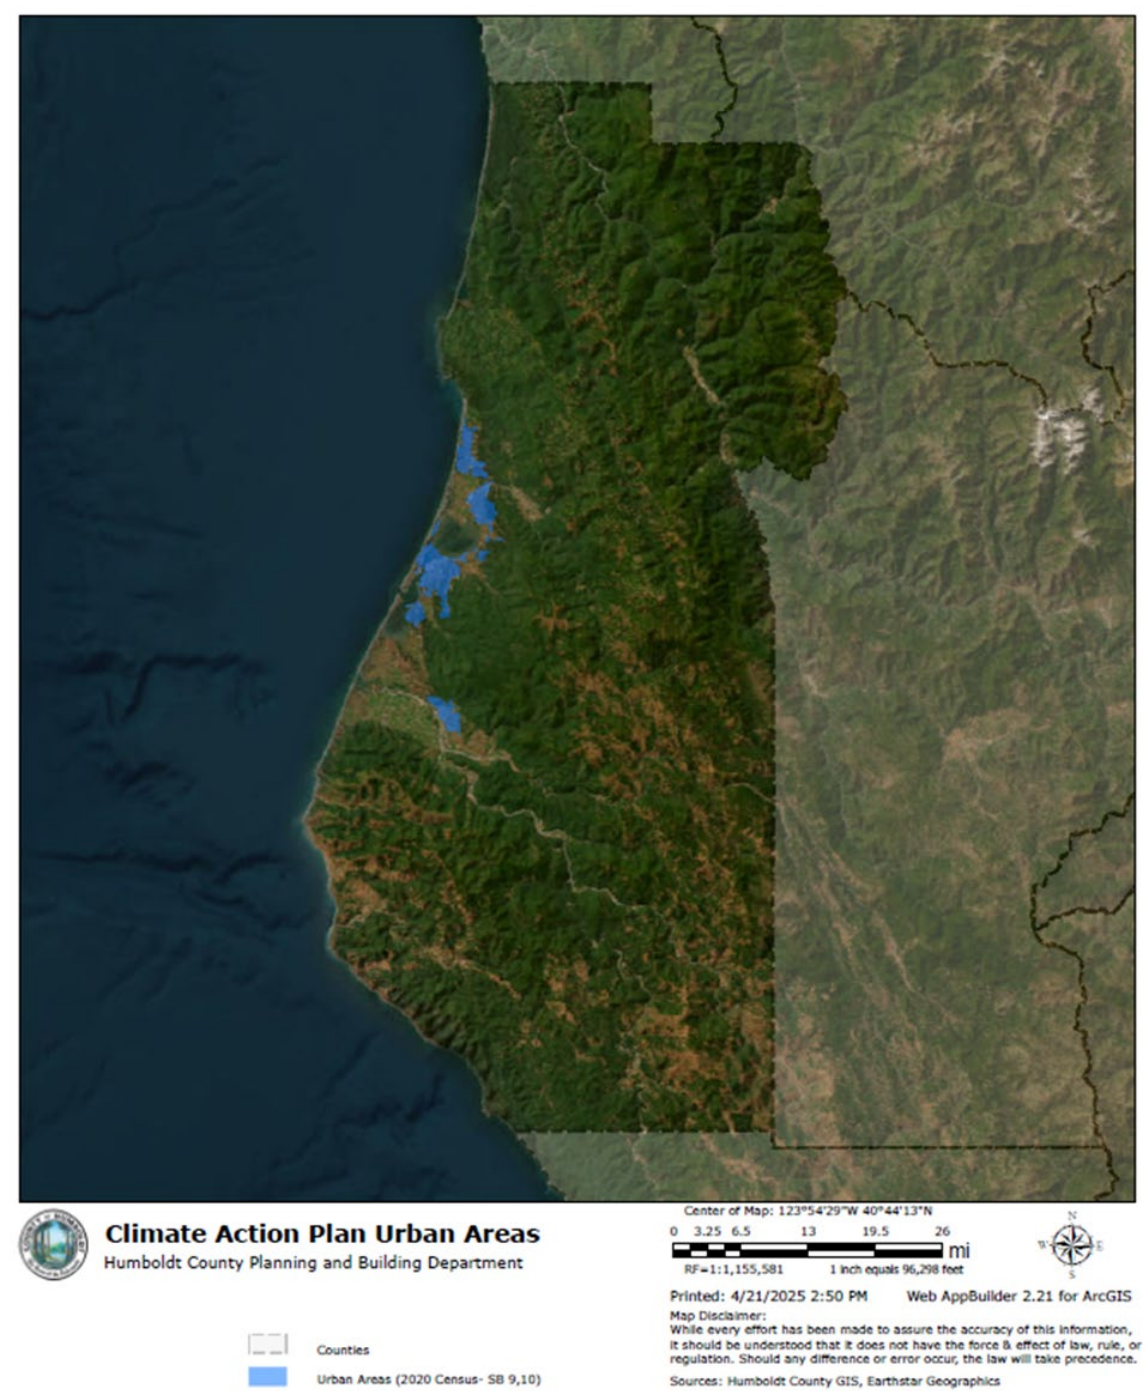 Climate Action Plan Urban Areas
Humboldt County Planning and Building Department
Counties
Urban Areas (2020 Census- SB 9,10)
Center of Map: 123°54'29"W 40°44'13"N
0 3.25 6.5 13 19.5 26
mi
RF=1:1,155,581 1 inch equals 96,298 feet
N
W E
S
Printed: 4/21/2025 2:50 PM Web AppBuilder 2.21 for ArcGIS
Map Disclaimer:
While every effort has been made to assure the accuracy of this information,
it should be understood that it does not have the force & effect of law, rule, or
regulation. Should any difference or error occur, the law will take precedence.
Sources: Humboldt County GIS, Earthstar Geographics